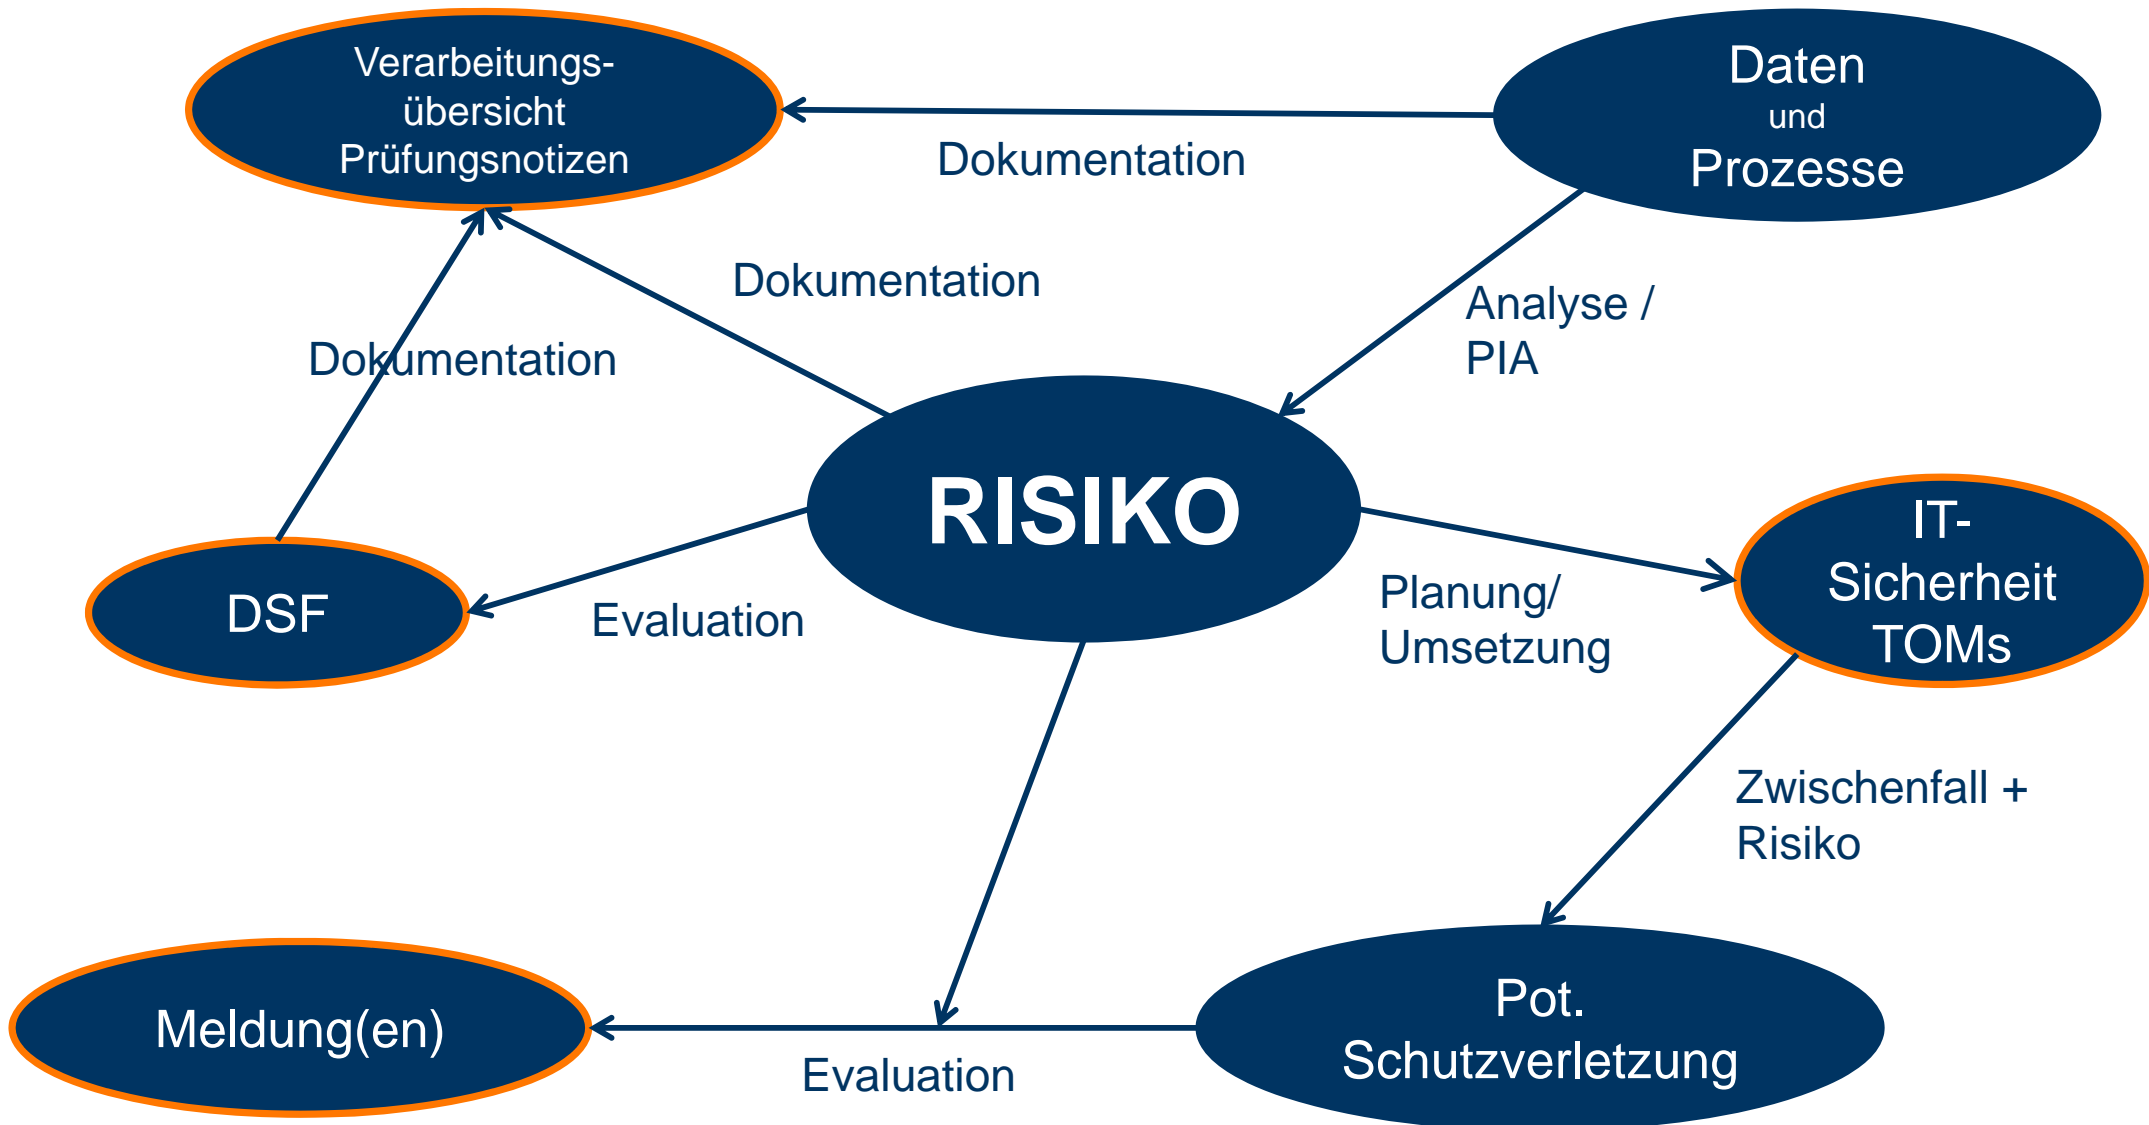 Verarbeitungs-
übersicht
Prüfungsnotizen
Daten
und
Prozesse
Dokumentation
Dokumentation
Analyse /
PIA
Dokumentation
RISIKO
IT-
Sicherheit
TOMs
DSF
Evaluation
Planung/
Umsetzung
Zwischenfall +
Risiko
Meldung(en)
Pot.
Schutzverletzung
Evaluation